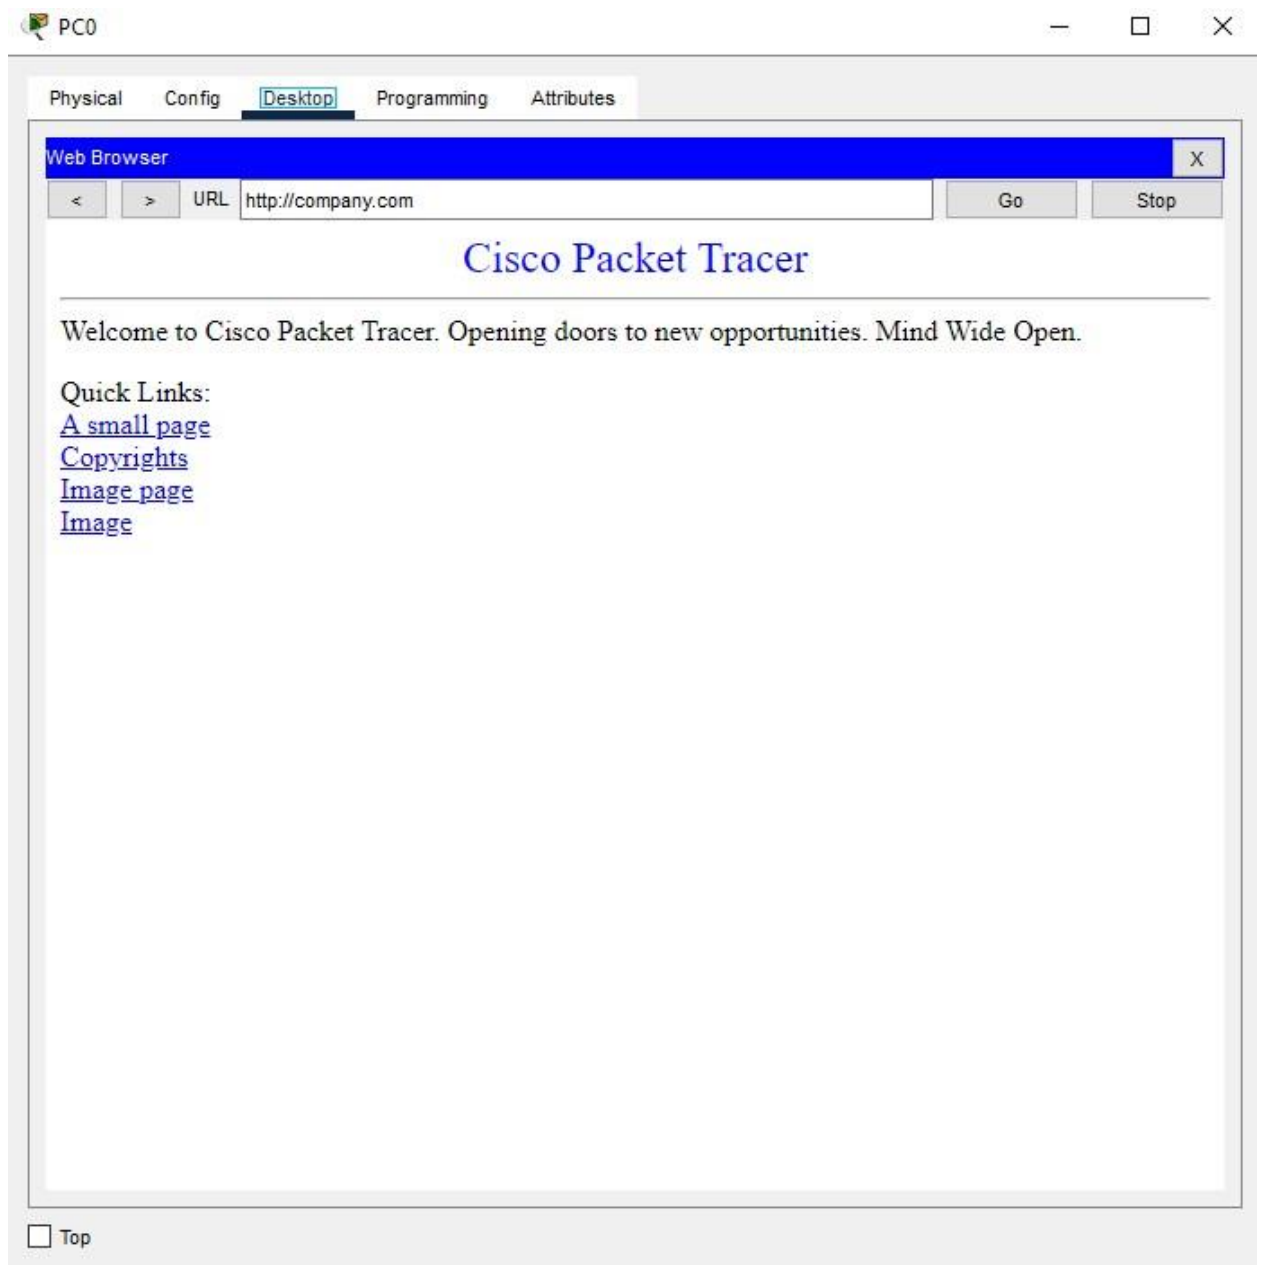 PC0
Physical Config Desktop Programming Attributes
Web Browser X
< > URL http://company.com Go Stop
Cisco Packet Tracer
Welcome to Cisco Packet Tracer. Opening doors to new opportunities. Mind Wide Open.
Quick Links:
A small page
Copyrights
Image page
Image
Top